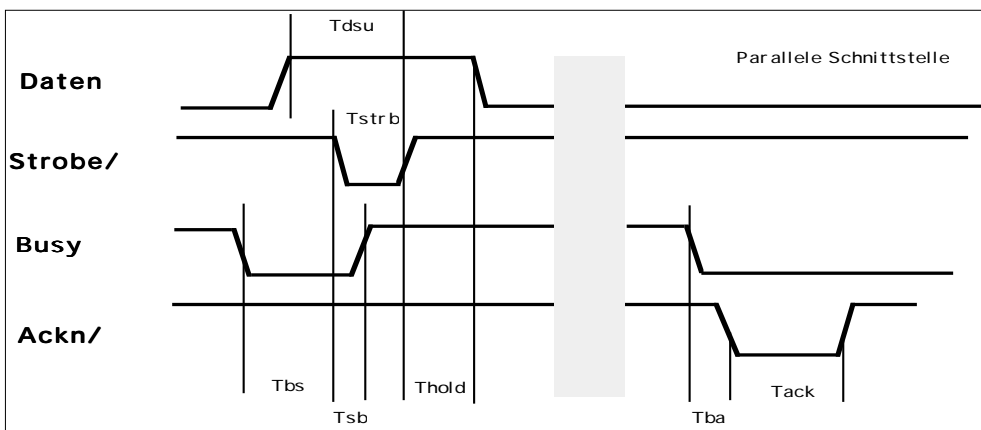 Tdsu
Parallele Schnittstelle
Daten
Tstrb
Strobe/
Busy
Ackn/
Tbs
Thold
Tack
Tsb
Tba